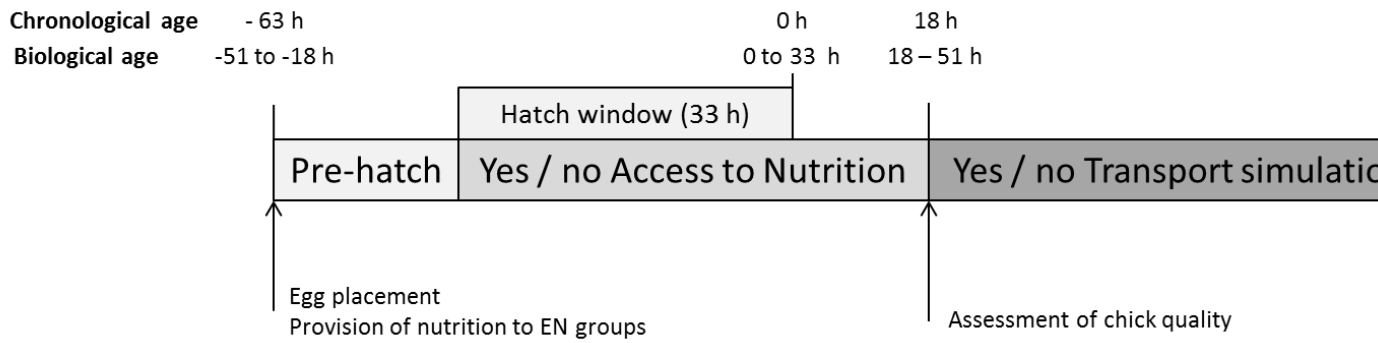 Chronological age - 63 h 0 h 18 h
Biological age -51 to -18 h 0 to 33 h 18 – 51 h
Hatch window (33 h)
Pre-hatch Yes / no Access to Nutrition Yes / no Transport simulatio
Egg placement
Provision of nutrition to EN groups
Assessment of chick quality